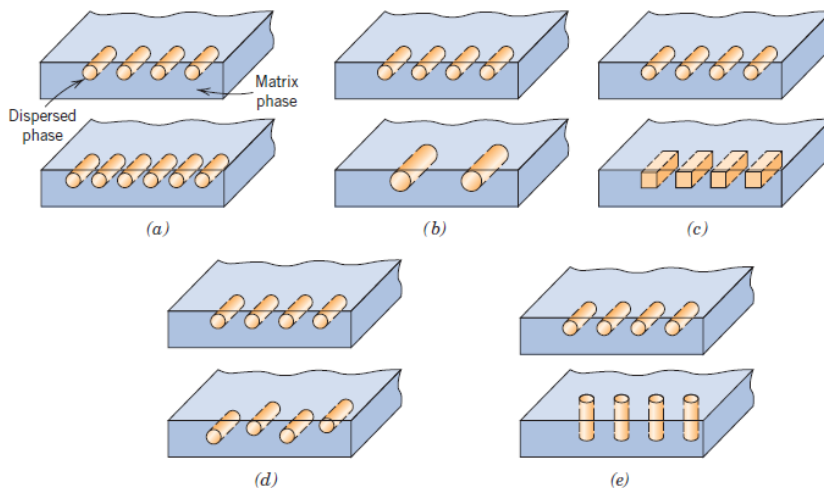 Matrix
phase
Dispersed
phase
(a)
(b)
(c)
(d)
(e)